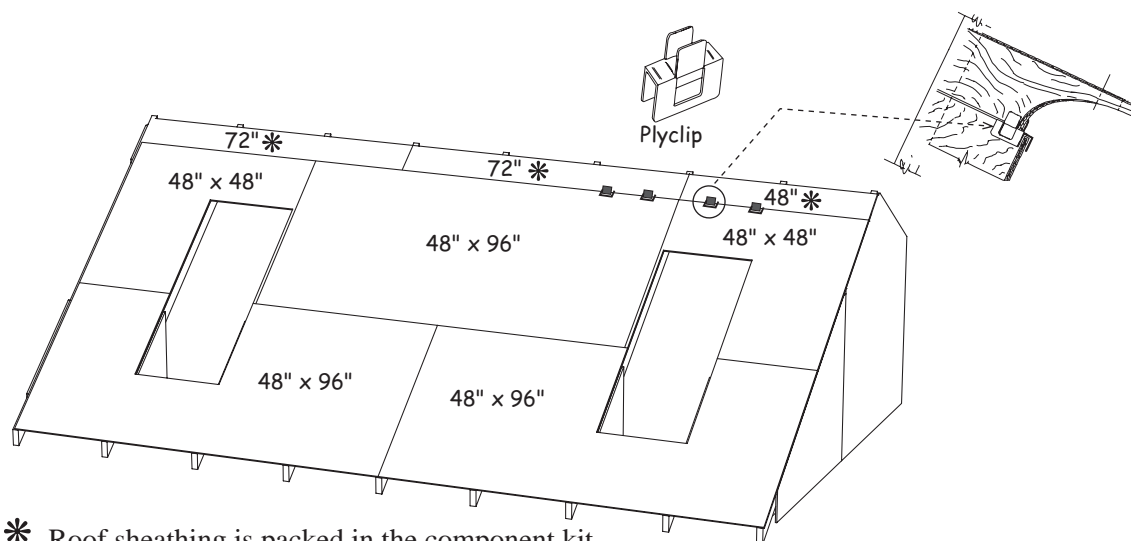 Plyclip
72" ✱
72" ✱
48" ✱
48" x 48"
48" x 96"
48" x 48"
48" x 96"
48" x 96"
✱ Roof sheathing is packed in the component kit